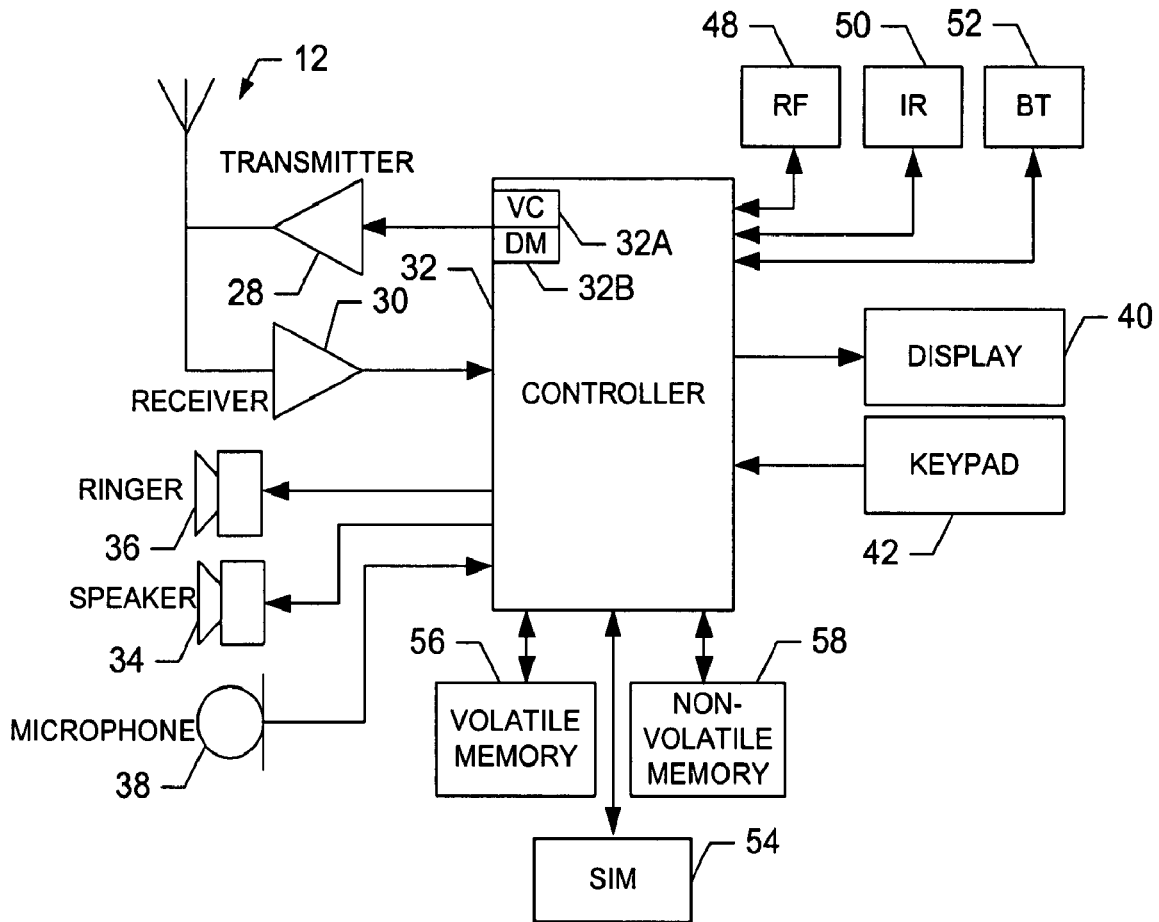 48
50
52
12
RF
IR
BT
TRANSMITTER
VC
DM
32A
32
32B
28
30
40
DISPLAY
CONTROLLER
RECEIVER
KEYPAD
RINGER
36
42
SPEAKER
34
56
58
VOLATILE
MEMORY
NON-
VOLATILE
MEMORY
MICROPHONE
38
54
SIM